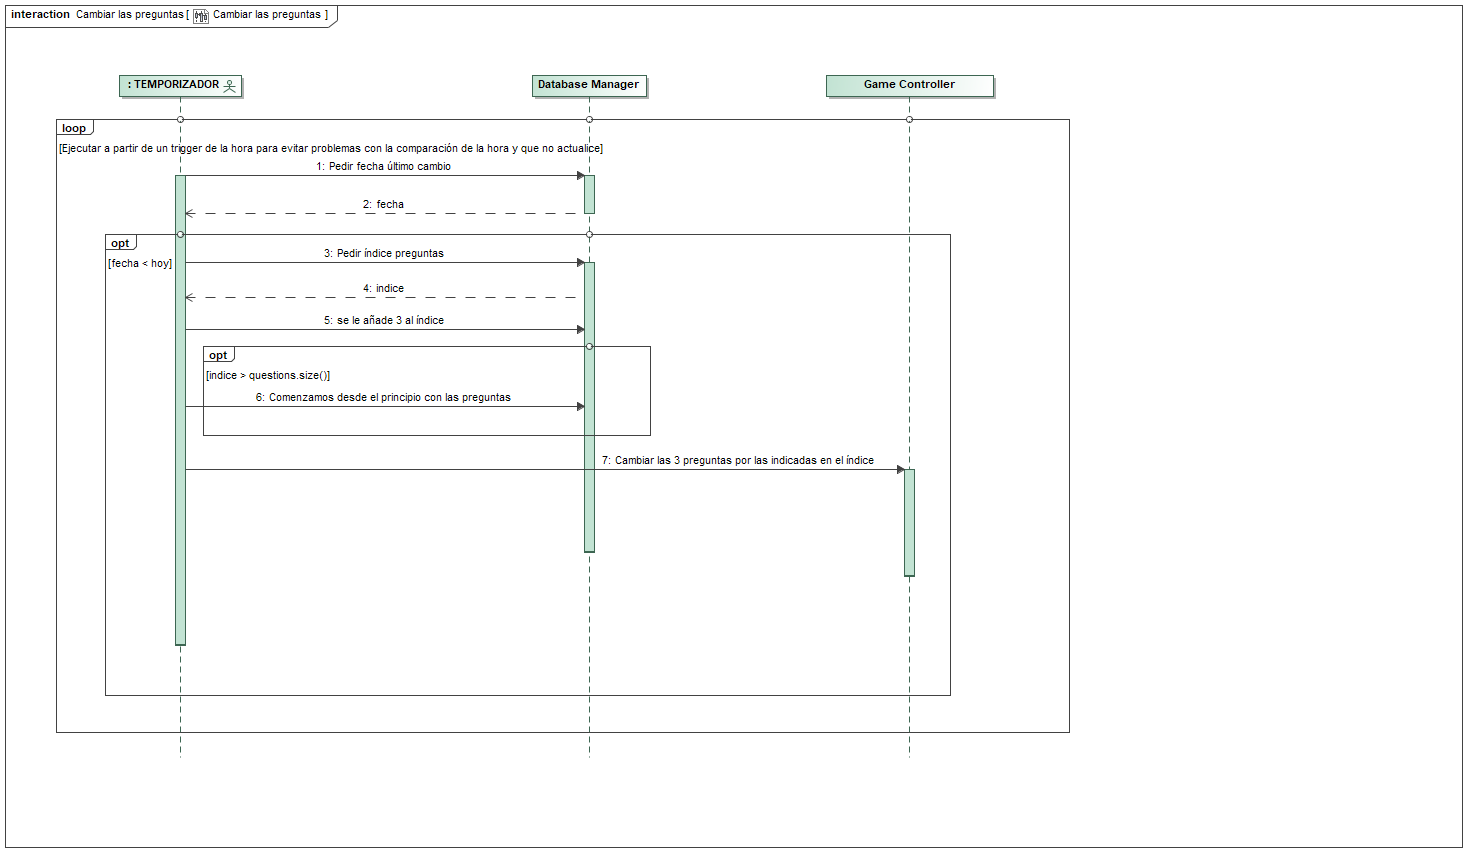 interaction Cambiar las preguntas [ Cambiar las preguntas ]
: TEMPORIZADOR
Database Manager
Game Controller
loop
[Ejecutar a partir de un trigger de la hora para evitar problemas con la comparación de la hora y que no actualice]
1: Pedir fecha último cambio
2: fecha
opt
[fecha < hoy]
3: Pedir índice preguntas
4: indice
5: se le añade 3 al índice
opt
[indice > questions.size()]
6: Comenzamos desde el principio con las preguntas
7: Cambiar las 3 preguntas por las indicadas en el índice